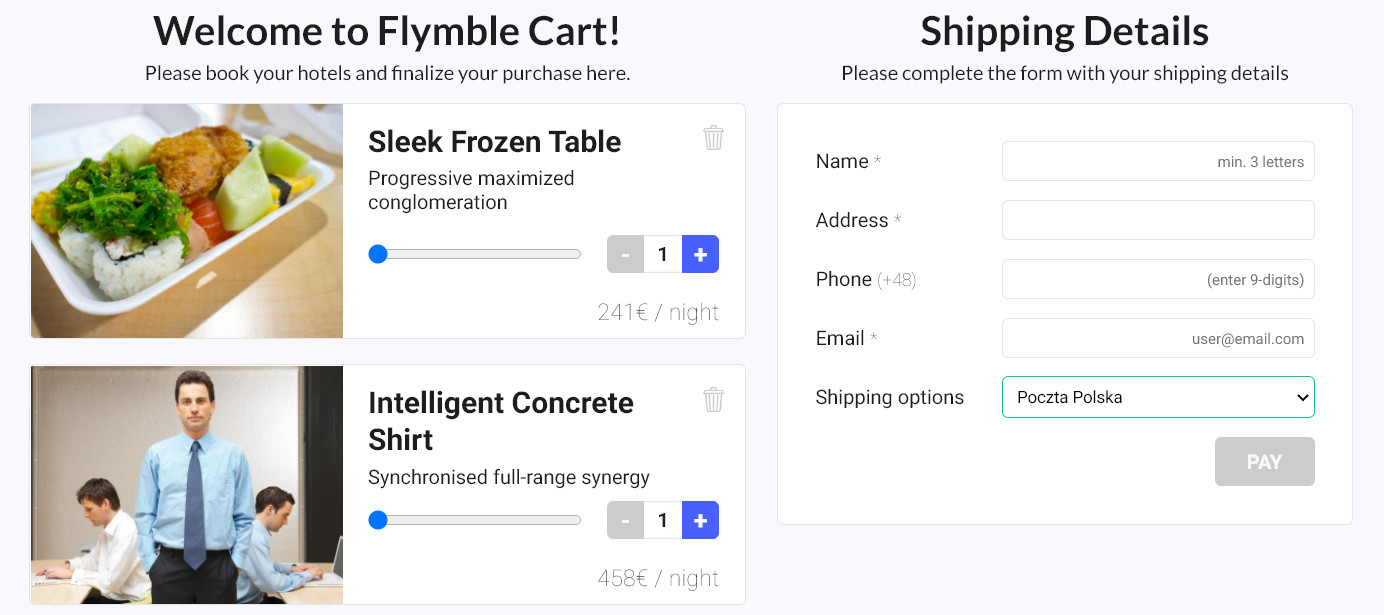 Welcome to Flymble Cart!
Please book your hotels and finalize your purchase here.
Sleek Frozen Table
Progressive maximized
conglomeration
- 1 +
241€ / night
Intelligent Concrete
Shirt
Synchronised full-range synergy
- 1 +
458€ / night
Shipping Details
Please complete the form with your shipping details
Name * min. 3 letters
Address *
Phone (+48) (enter 9-digits)
Email * user@email.com
Shipping options Poczta Polska
PAY